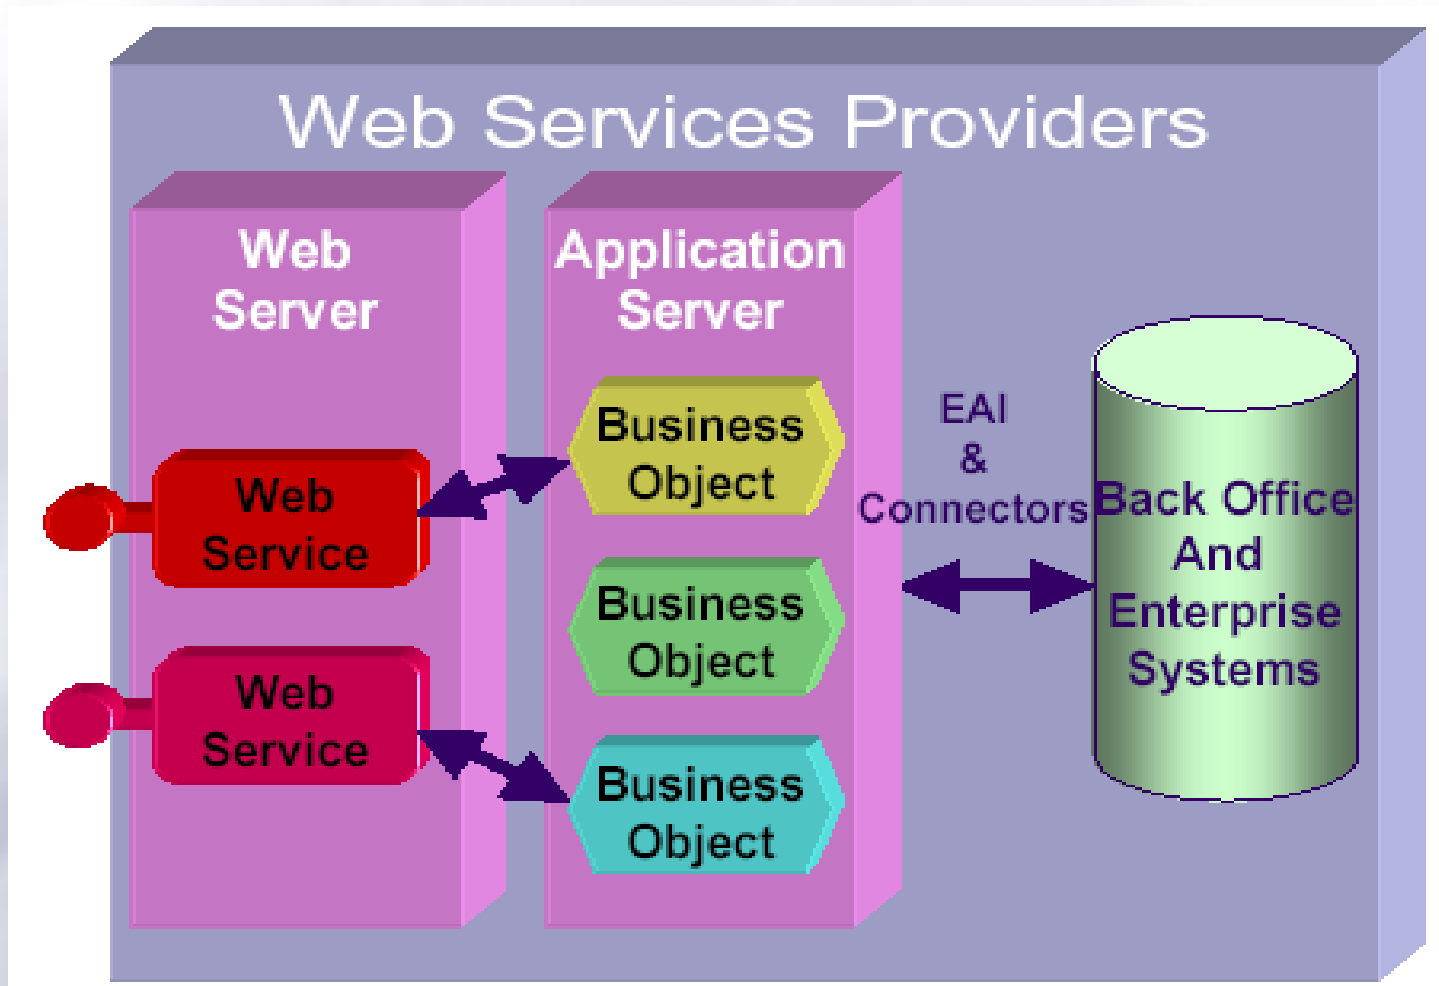 Web Services Providers
Web
Server
Web
Service
Web
Service
Application
Server
Business
Object
Business
Object
Business
Object
EAI
&
Connectors
Back Office
And
Enterprise
Systems